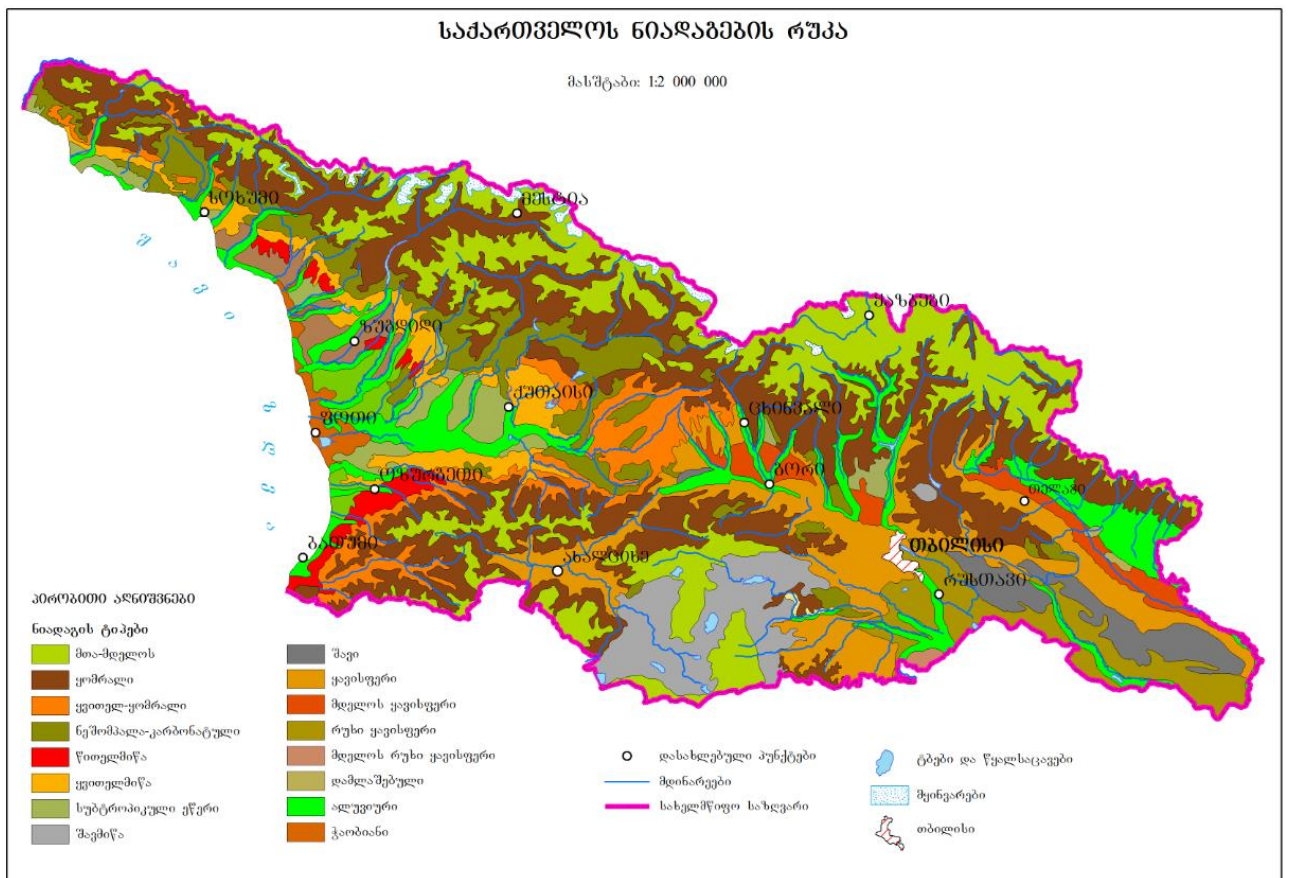 საქართველოს ნიადაგების რუკა
მასშტაბი: 1:2 000 000
სოხუმი
მესტია
შავი
ყაზბეგი
ზუგდიდი
ქუთაისი
ცხინვალი
ფოთი
ზღვა
გორი
ოზურგეთი
თელავი
ბათუმი
ახალციხე
თბილისი
რუსთავი
პირობითი აღნიშვნები
ნიადაგის ტიპები
მთა-მდელოს
ყომრალი
ყვითელ-ყომრალი
ნეშომპალა-კარბონატული
წითელმიწა
ყვითელმიწა
სუბტროპიკული ეწერი
შავმიწა
შავი
ყავისფერი
მდელოს ყავისფერი
რუხი ყავისფერი
მდელოს რუხი ყავისფერი
დამლაშებული
ალუვიური
ჭაობიანი
დასახლებული პუნქტები
მდინარეები
სახელმწიფო საზღვარი
ტბები და წყალსაცავები
მყინვარები
თბილისი